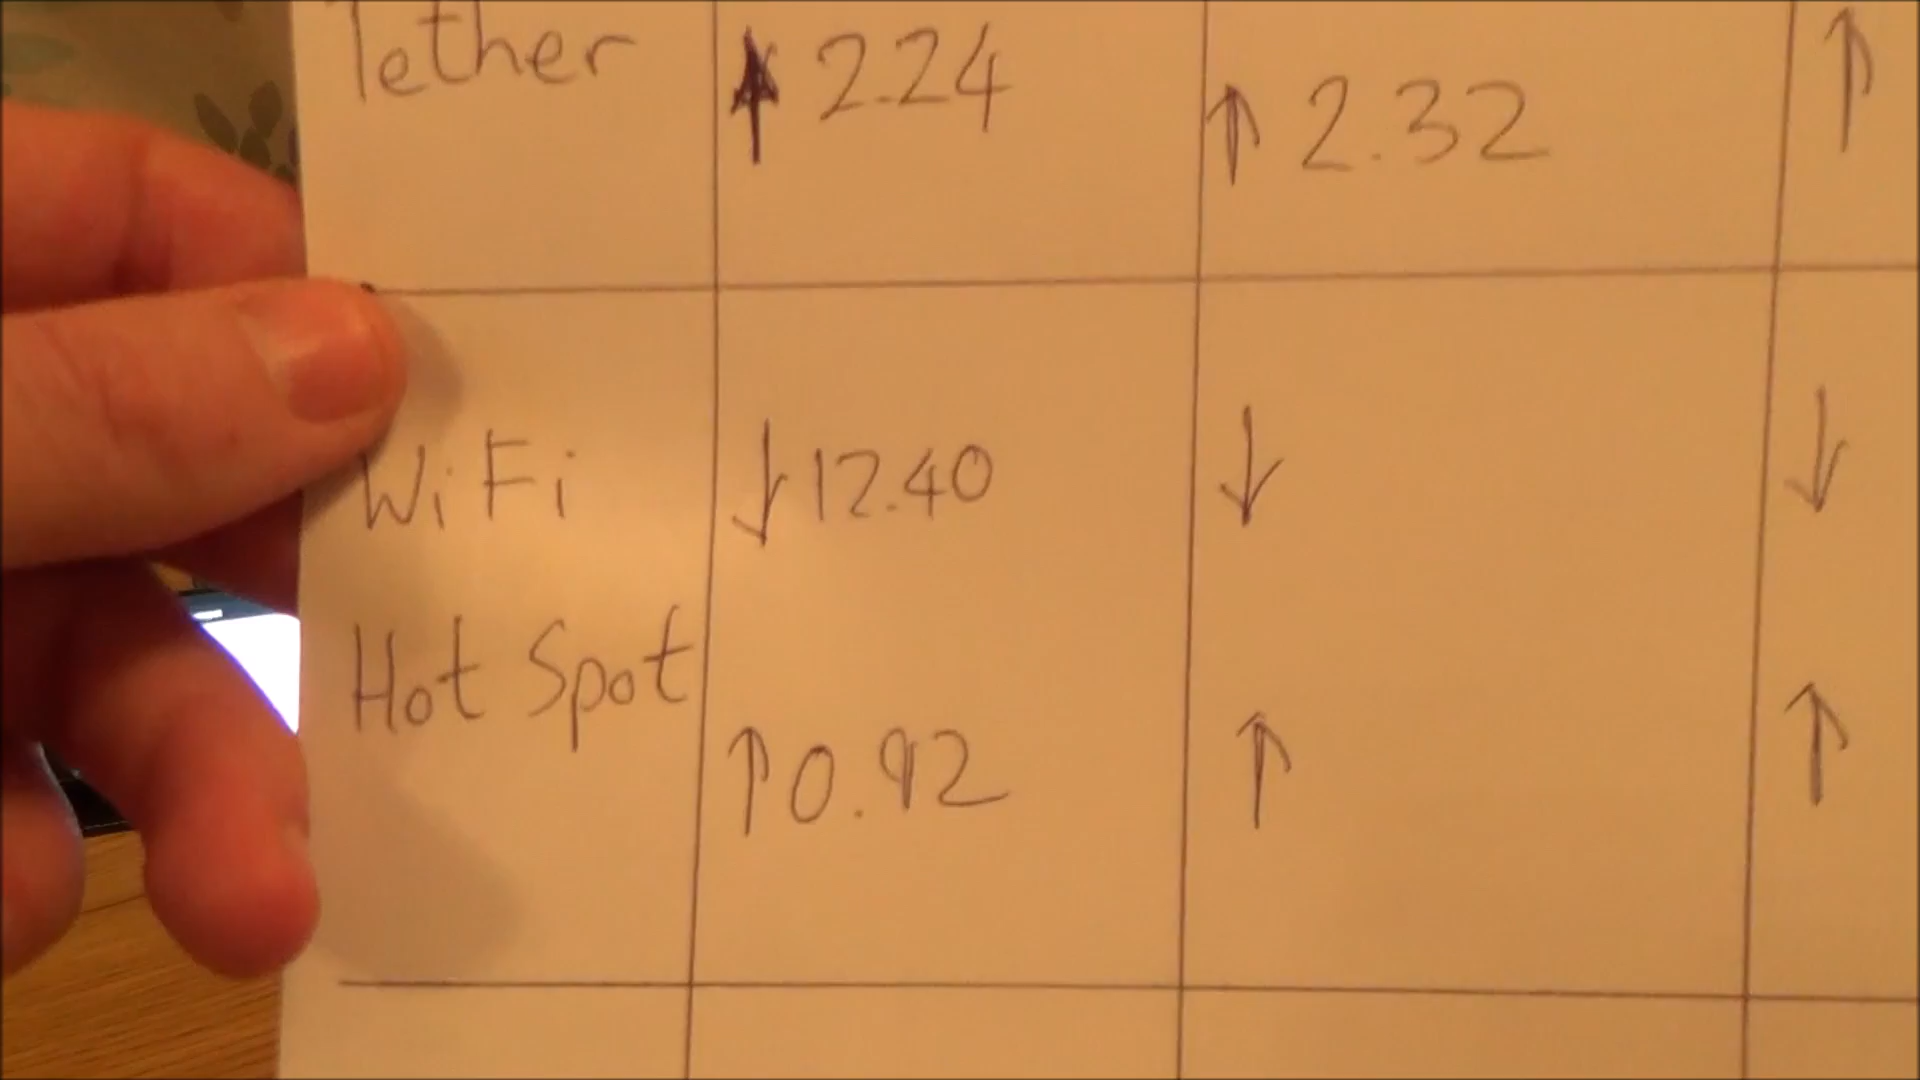 Tether ↑ 2.24 ↑ 2.32 ↑
WiFi ↓ 12.40 ↓ ↓
Hot Spot
↑ 0.92 ↑ ↑